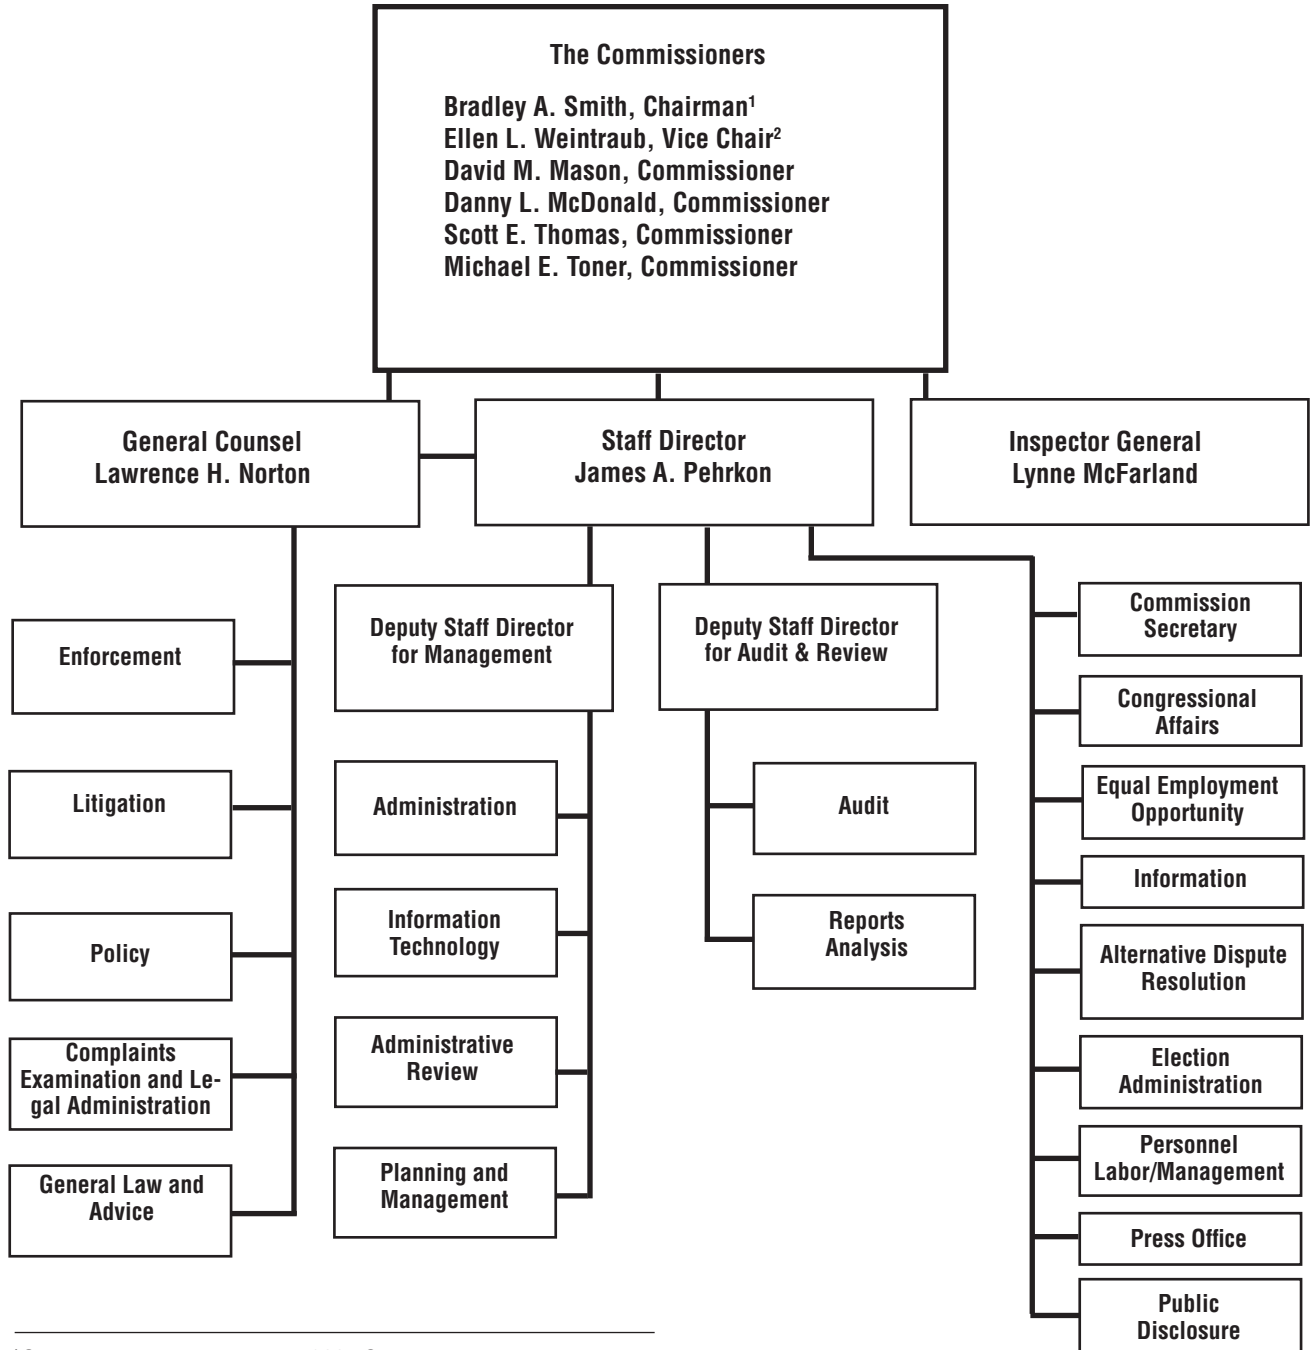 The Commissioners
Bradley A. Smith, Chairman¹
Ellen L. Weintraub, Vice Chair²
David M. Mason, Commissioner
Danny L. McDonald, Commissioner
Scott E. Thomas, Commissioner
Michael E. Toner, Commissioner
General Counsel
Lawrence H. Norton
Staff Director
James A. Pehrkon
Inspector General
Lynne McFarland
Enforcement
Litigation
Policy
Complaints
Examination and Le-
gal Administration
General Law and
Advice
Deputy Staff Director
for Management
Administration
Information
Technology
Administrative
Review
Planning and
Management
Deputy Staff Director
for Audit & Review
Audit
Reports
Analysis
Commission
Secretary
Congressional
Affairs
Equal Employment
Opportunity
Information
Alternative Dispute
Resolution
Election
Administration
Personnel
Labor/Management
Press Office
Public
Disclosure